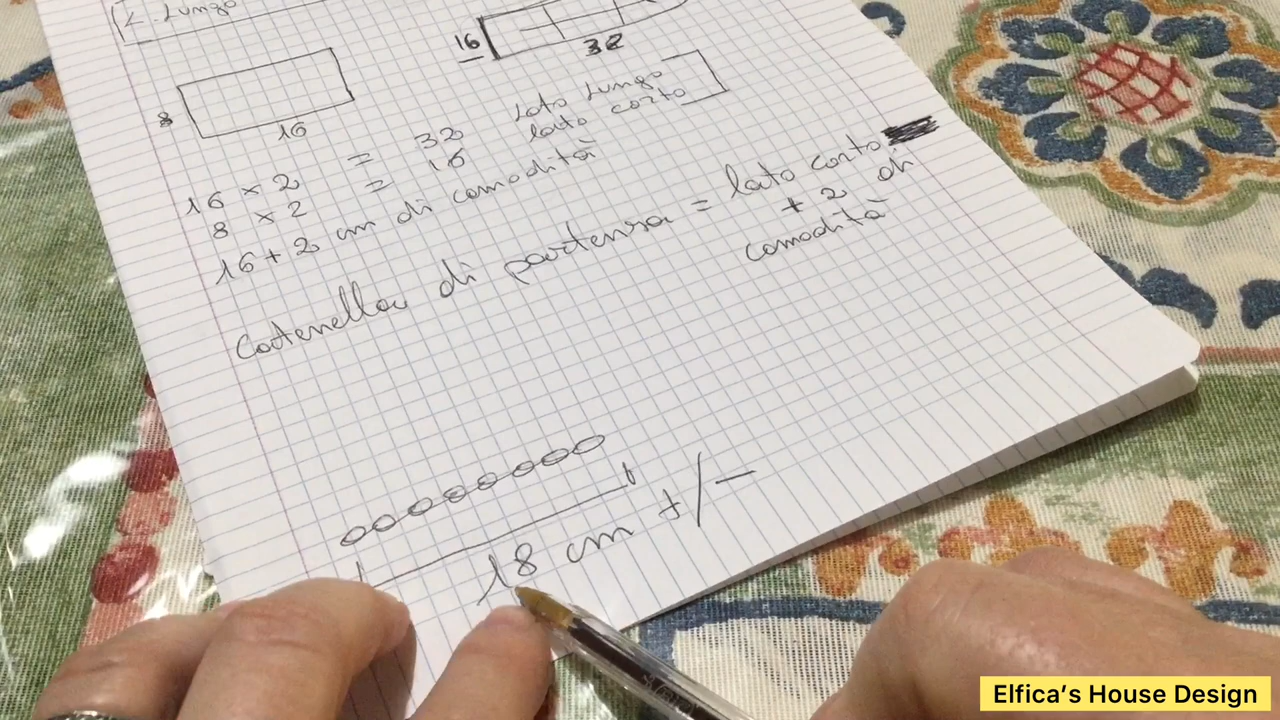 L. Lungo
16
32
8
16
16 × 2 = 32 Lato Lungo
8 × 2 = 16 lato corto
16 + 2 cm di comodità
Catenella di partenza = lato corto
+ 2 di
comodità
18 cm +/-
Elfica's House Design